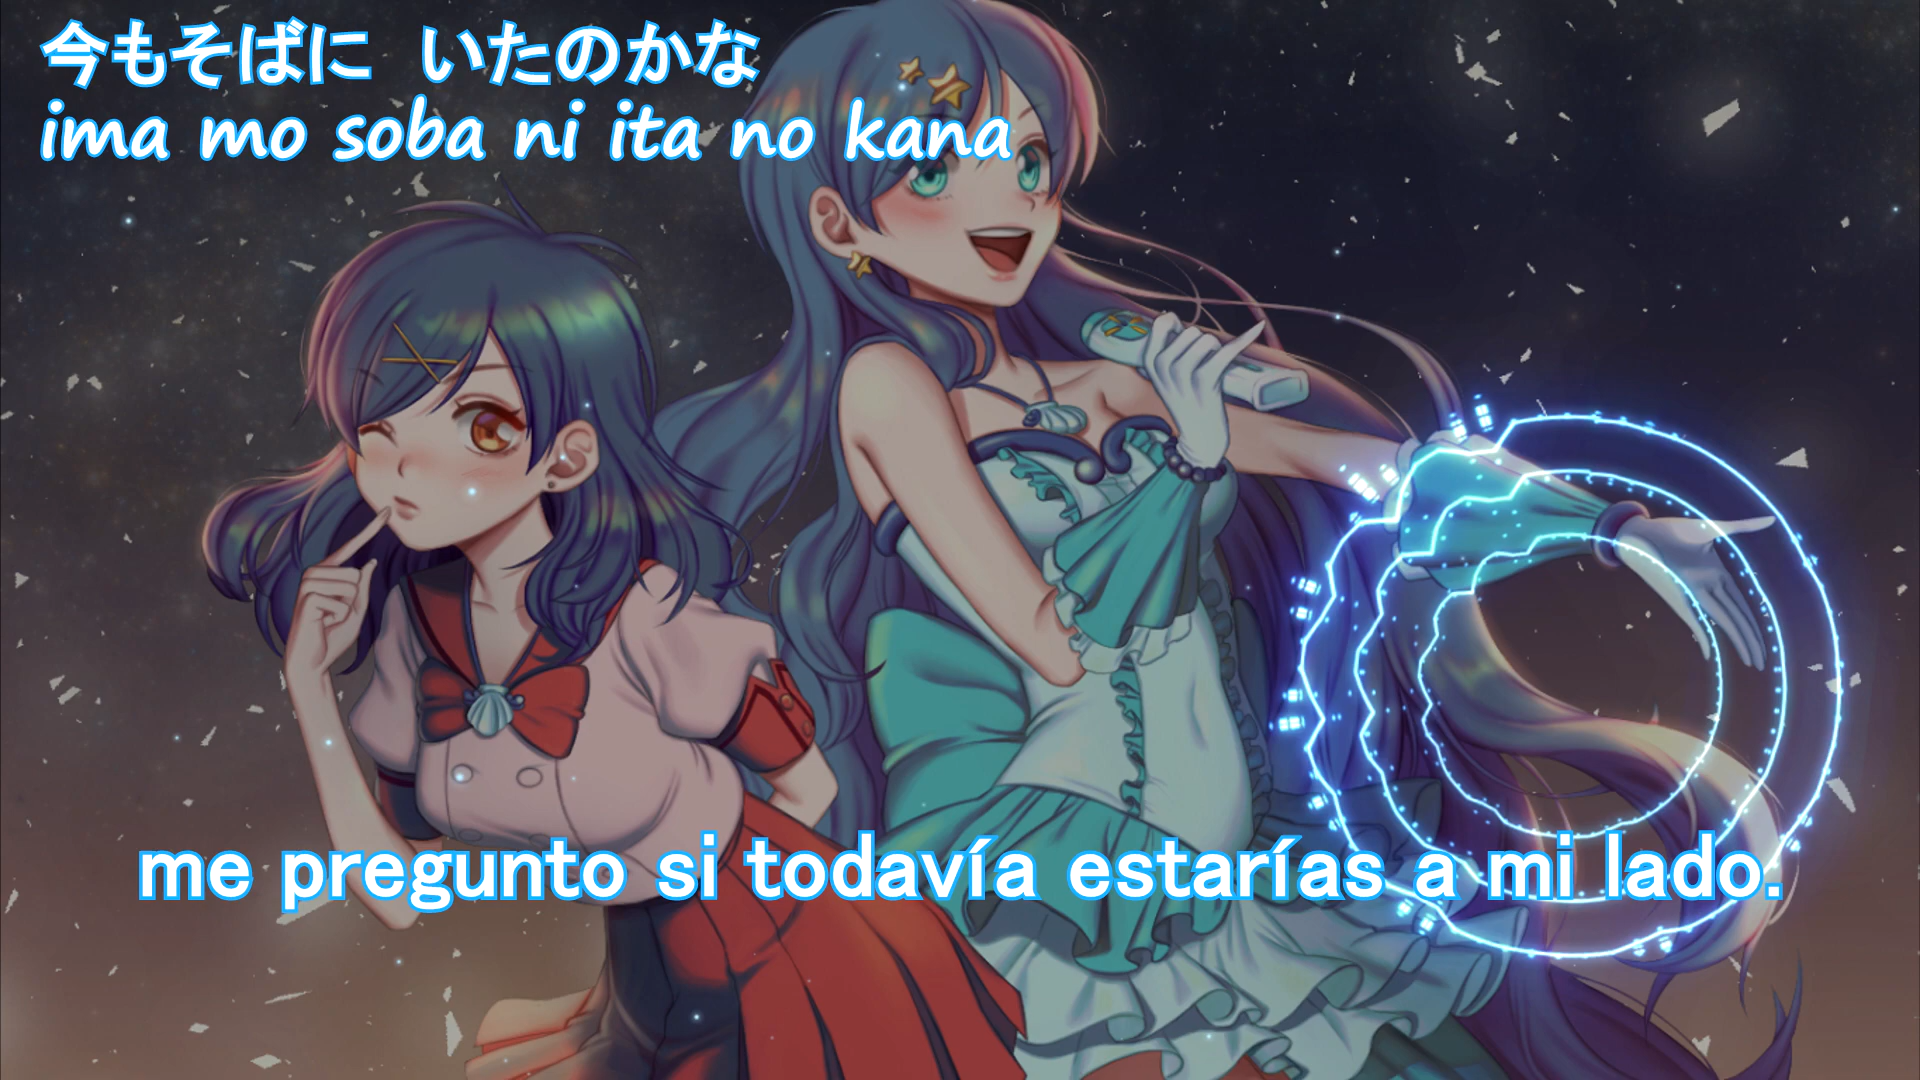 今もそばに　いたのかな
ima mo soba ni ita no kana
me pregunto si todavía estarías a mi lado.